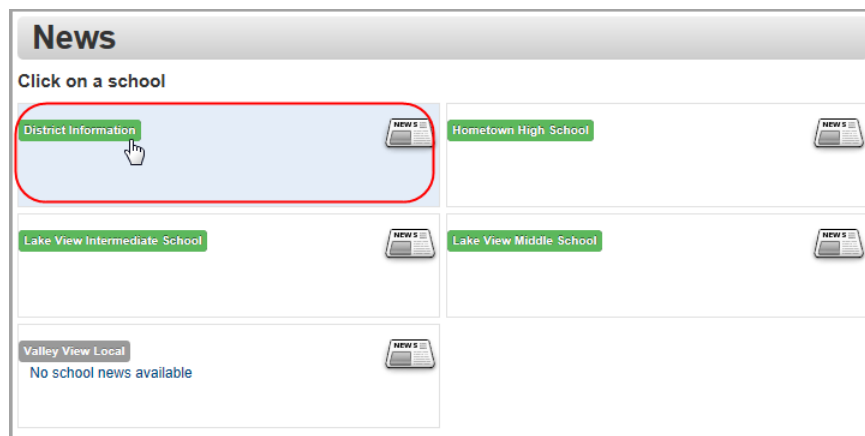 News
Click on a school
District Information
NEWS
Hometown High School
NEWS
Lake View Intermediate School
NEWS
Lake View Middle School
NEWS
Valley View Local
NEWS
No school news available